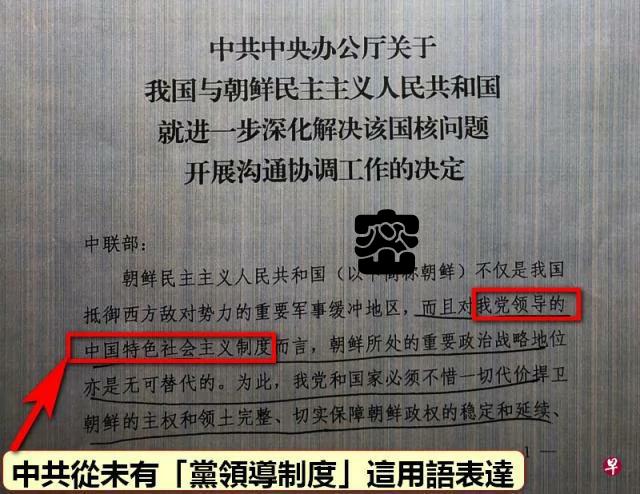 中共中央办公厅关于
我国与朝鲜民主主义人民共和国
就进一步深化解决该国核问题
开展沟通协调工作的决定
密
中联部：
朝鲜民主主义人民共和国（以下简称朝鲜）不仅是我国
抵御西方敌对势力的重要军事缓冲地区，而且对我党领导的
中国特色社会主义制度而言，朝鲜所处的重要政治战略地位
亦是无可替代的。为此，我党和国家必须不惜一切代价捍卫
朝鲜的主权和领土完整、切实保障朝鲜政权的稳定和延续、
1 —
中共從未有「黨領導制度」這用語表達
早